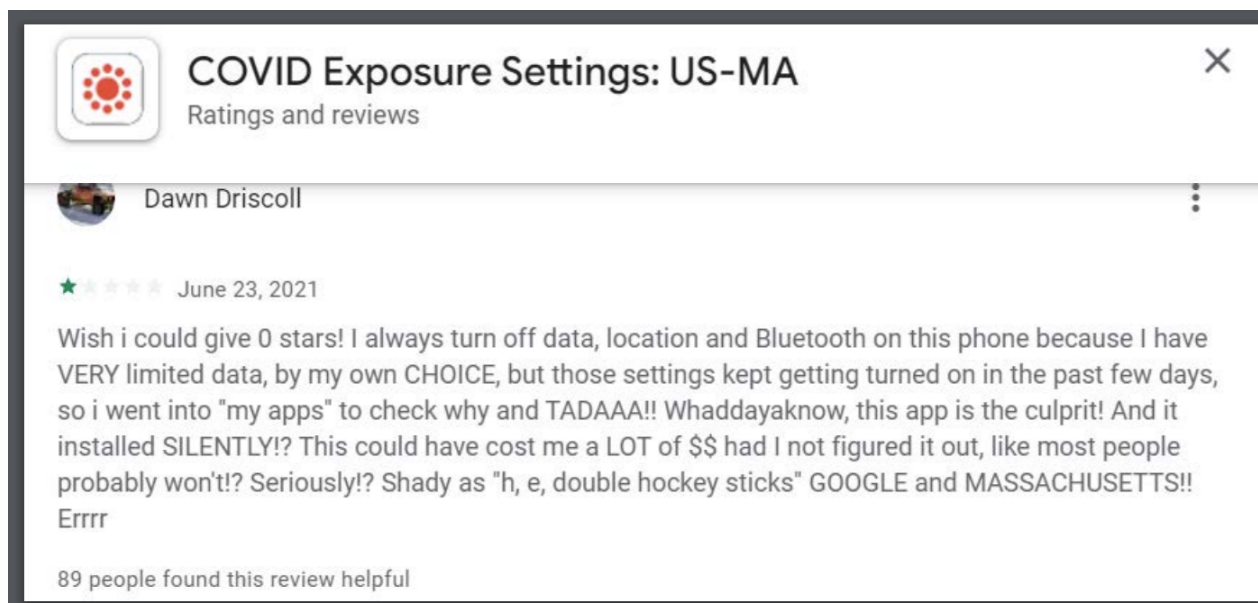 COVID Exposure Settings: US-MA
Ratings and reviews
Dawn Driscoll
June 23, 2021
Wish i could give 0 stars! I always turn off data, location and Bluetooth on this phone because I have
VERY limited data, by my own CHOICE, but those settings kept getting turned on in the past few days,
so i went into "my apps" to check why and TADAAA!! Whaddayaknow, this app is the culprit! And it
installed SILENTLY!? This could have cost me a LOT of $$ had I not figured it out, like most people
probably won't!? Seriously!? Shady as "h, e, double hockey sticks" GOOGLE and MASSACHUSETTS!!
Errrr
89 people found this review helpful